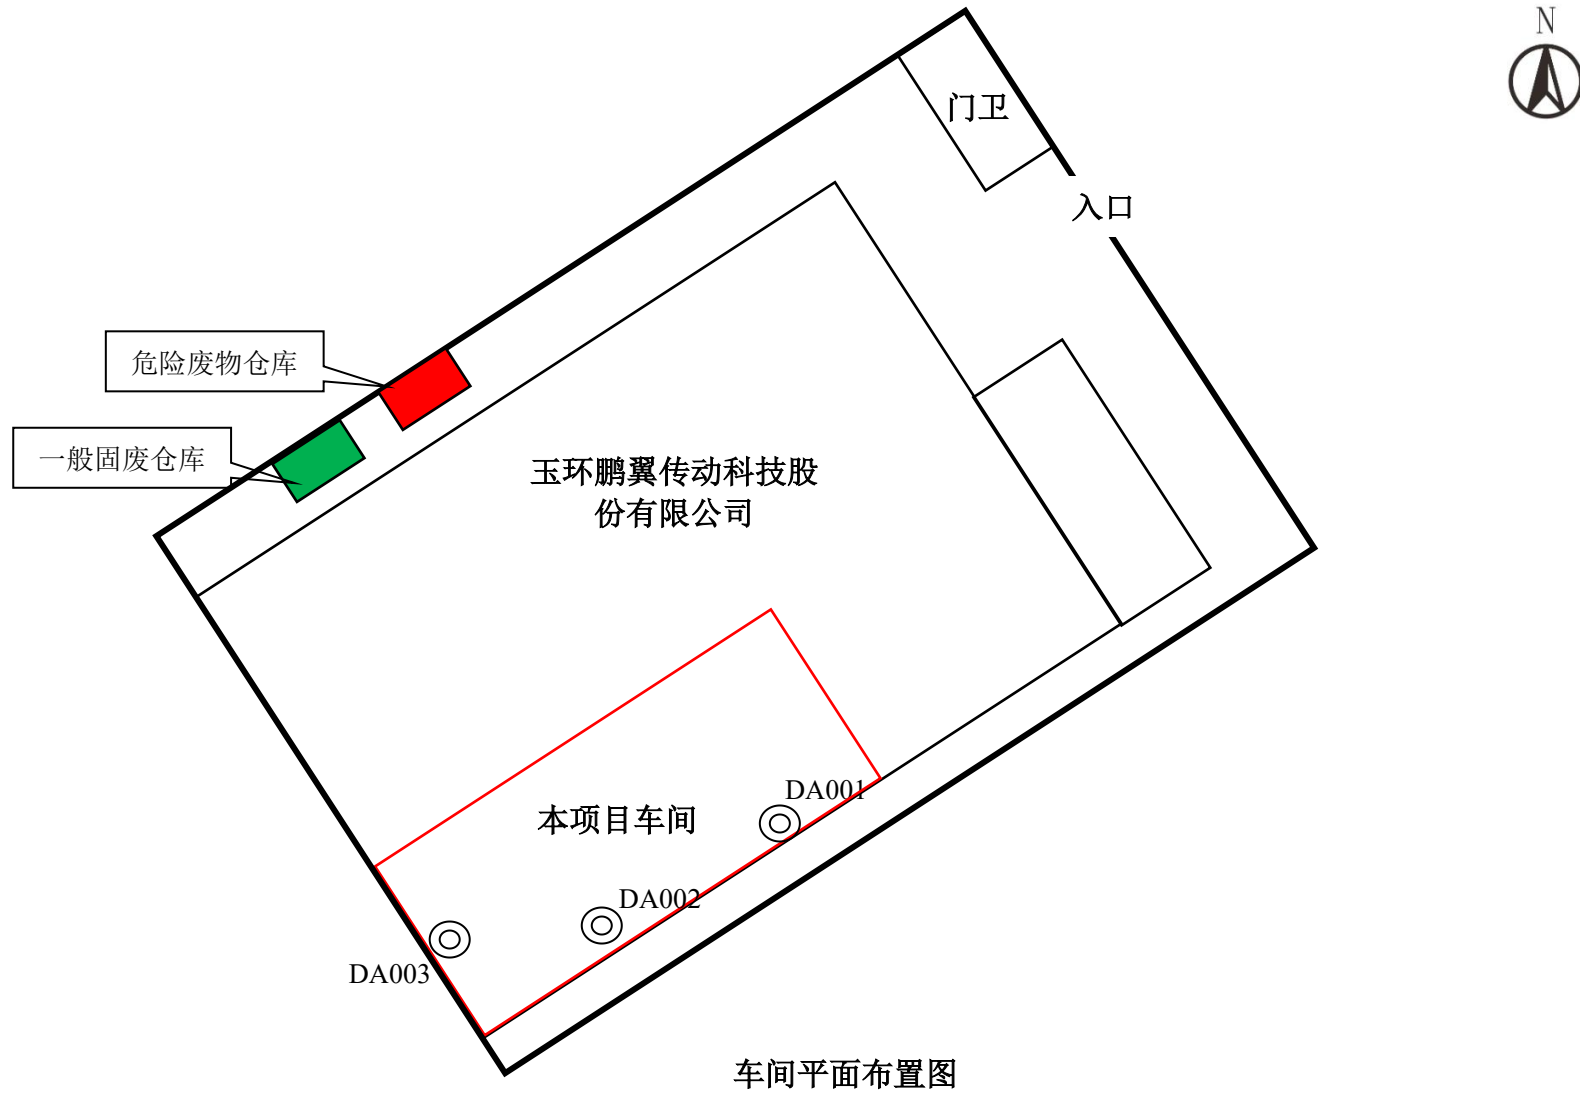 N
门卫
入口
危险废物仓库
一般固废仓库
玉环鹏翼传动科技股
份有限公司
DA001
本项目车间
DA002
DA003
车间平面布置图